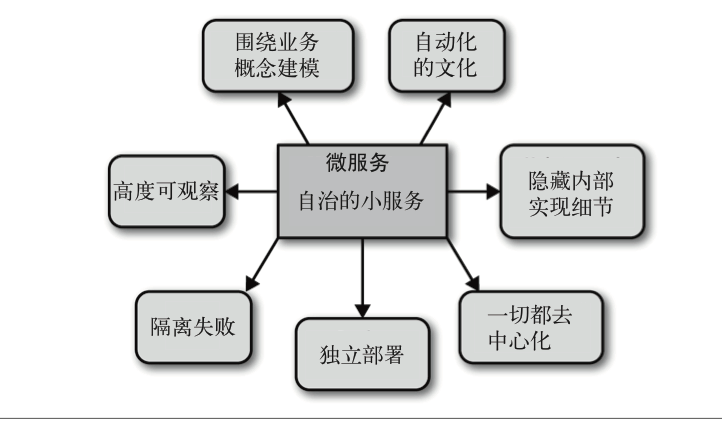 围绕业务
概念建模
自动化
的文化
微服务
自治的小服务
高度可观察
隐藏内部
实现细节
隔离失败
独立部署
一切都去
中心化